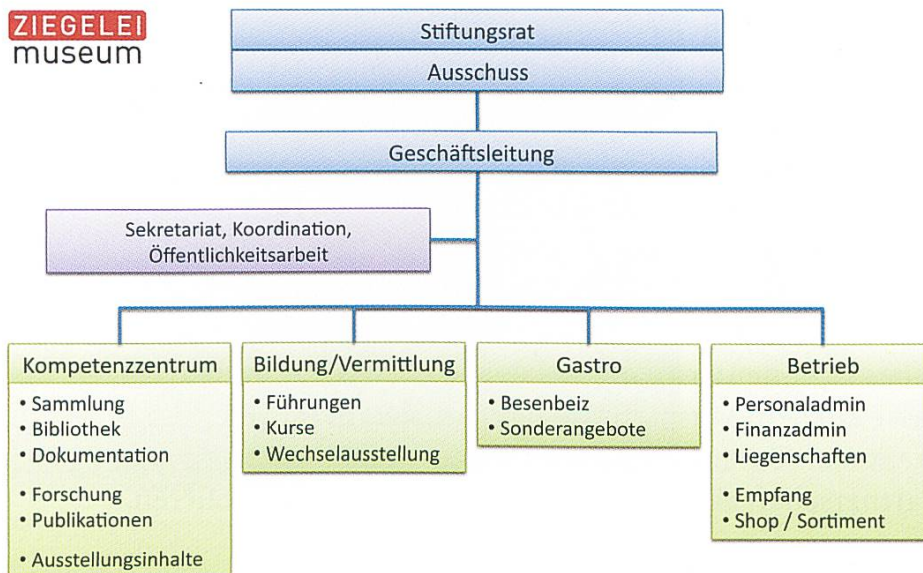 ZIEGELEI
museum
Stiftungsrat
Ausschuss
Geschäftsleitung
Sekretariat, Koordination,
Öffentlichkeitsarbeit
Kompetenzzentrum
• Sammlung
• Bibliothek
• Dokumentation
• Forschung
• Publikationen
• Ausstellungsinhalte
Bildung/Vermittlung
• Führungen
• Kurse
• Wechselausstellung
Gastro
• Besenbeiz
• Sonderangebote
Betrieb
• Personaladmin
• Finanzadmin
• Liegenschaften
• Empfang
• Shop / Sortiment